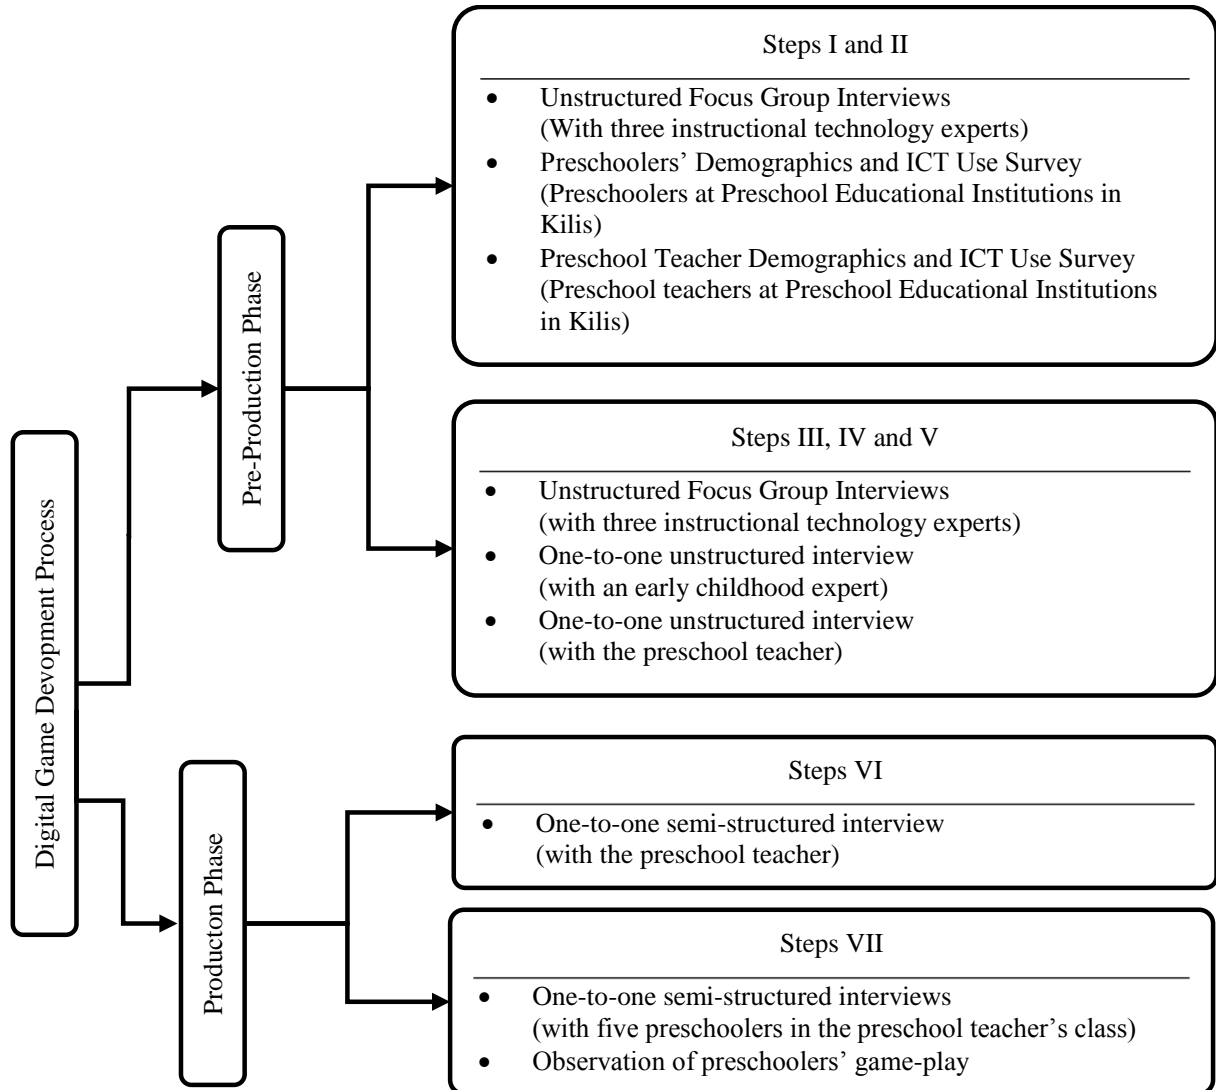 Digital Game Devopment Process
Pre-Production Phase
Steps I and II
• Unstructured Focus Group Interviews
(With three instructional technology experts)
• Preschoolers’ Demographics and ICT Use Survey
(Preschoolers at Preschool Educational Institutions in
Kilis)
• Preschool Teacher Demographics and ICT Use Survey
(Preschool teachers at Preschool Educational Institutions
in Kilis)
Steps III, IV and V
• Unstructured Focus Group Interviews
(with three instructional technology experts)
• One-to-one unstructured interview
(with an early childhood expert)
• One-to-one unstructured interview
(with the preschool teacher)
Producton Phase
Steps VI
• One-to-one semi-structured interview
(with the preschool teacher)
Steps VII
• One-to-one semi-structured interviews
(with five preschoolers in the preschool teacher’s class)
• Observation of preschoolers’ game-play